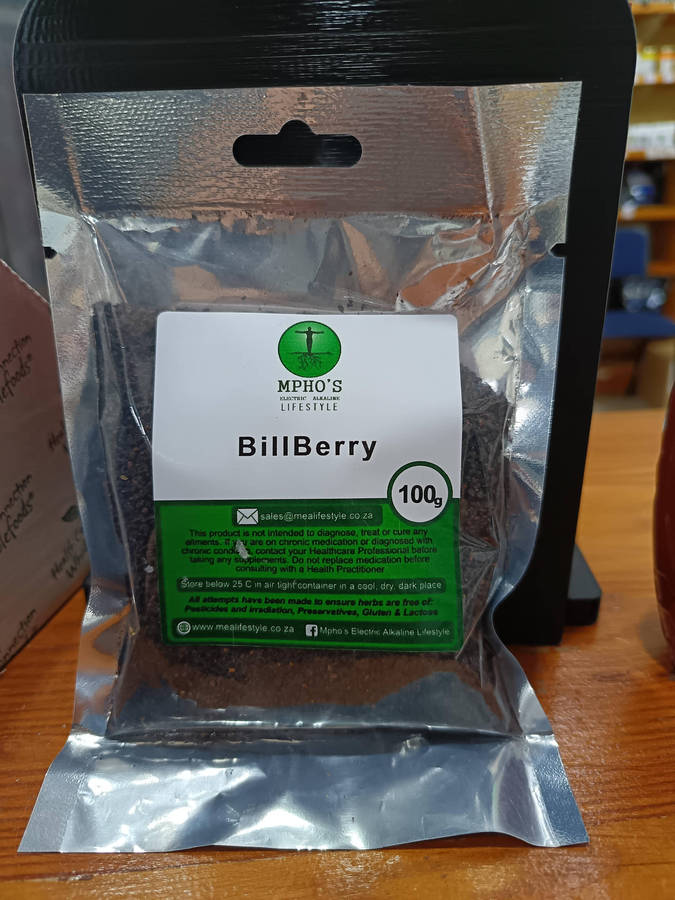 MPHO'S
ELECTRIC ALKALINE
LIFESTYLE
BillBerry
100g
sales@mealifestyle.co.za
This product is not intended to diagnose, treat or cure any
ailments. If you are on chronic medication or diagnosed with
chronic condition, contact your Healthcare Professional before
taking any supplements. Do not replace medication before
consulting with a Health Practitioner
Store below 25 C in air tight container in a cool, dry, dark place
All attempts have been made to ensure herbs are free of:
Pesticides and irradiation, Preservatives, Gluten & Lactose
www.mealifestyle.co.za
Mpho's Electric Alkaline Lifestyle